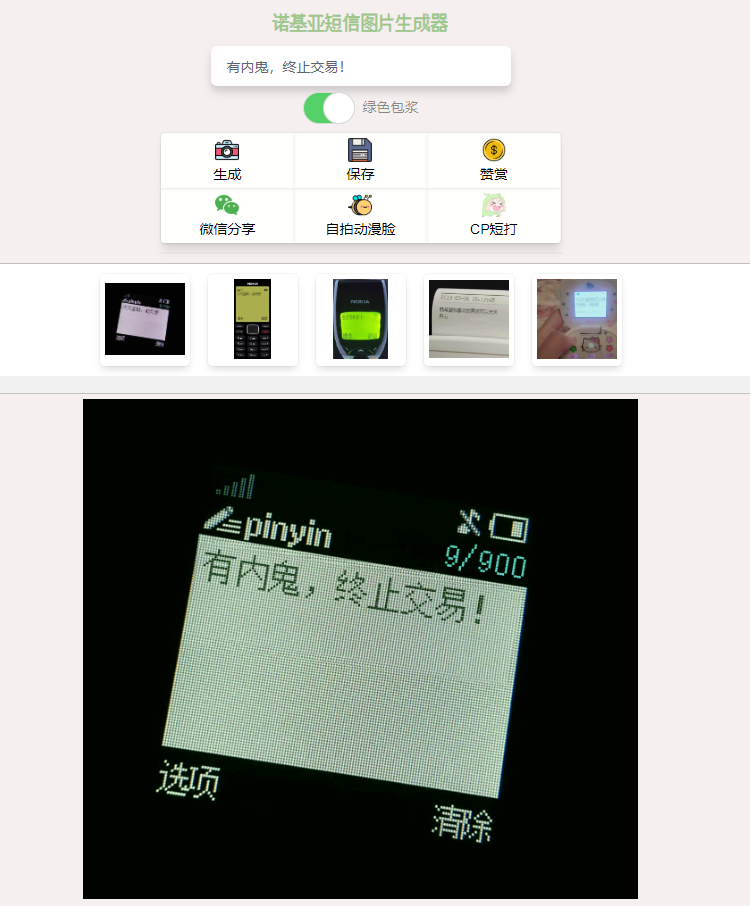 诺基亚短信图片生成器
有内鬼，终止交易！
绿色包浆
生成 保存 赞赏
微信分享 自拍动漫脸 CP短打
NOKIA
pinyin
9/900
有内鬼，终止交易！
选项
清除